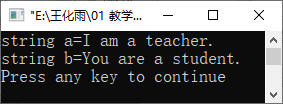 "E:\王化雨\01 教学...
string a=I am a teacher.
string b=You are a student.
Press any key to continue